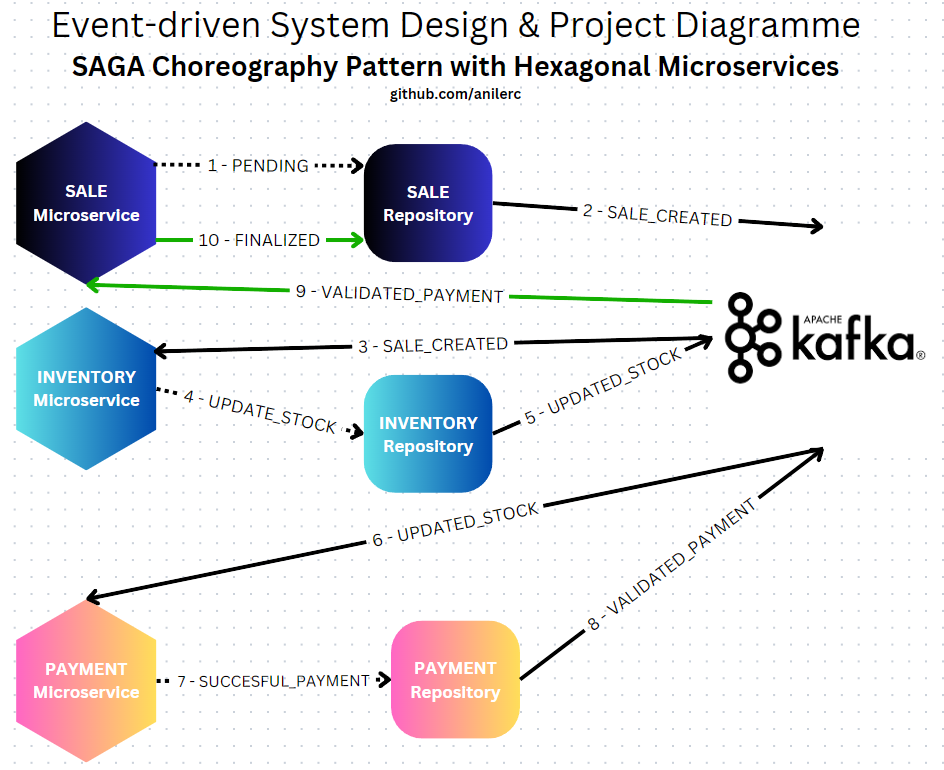 Event-driven System Design & Project Diagramme
SAGA Choreography Pattern with Hexagonal Microservices
github.com/anilerc
SALE
Microservice
1 - PENDING
10 - FINALIZED
SALE
Repository
2 - SALE_CREATED
9 - VALIDATED_PAYMENT
3 - SALE_CREATED
APACHE
kafka®
INVENTORY
Microservice
4 - UPDATE_STOCK
INVENTORY
Repository
5 - UPDATED_STOCK
6 - UPDATED_STOCK
8 - VALIDATED_PAYMENT
PAYMENT
Microservice
7 - SUCCESFUL_PAYMENT
PAYMENT
Repository